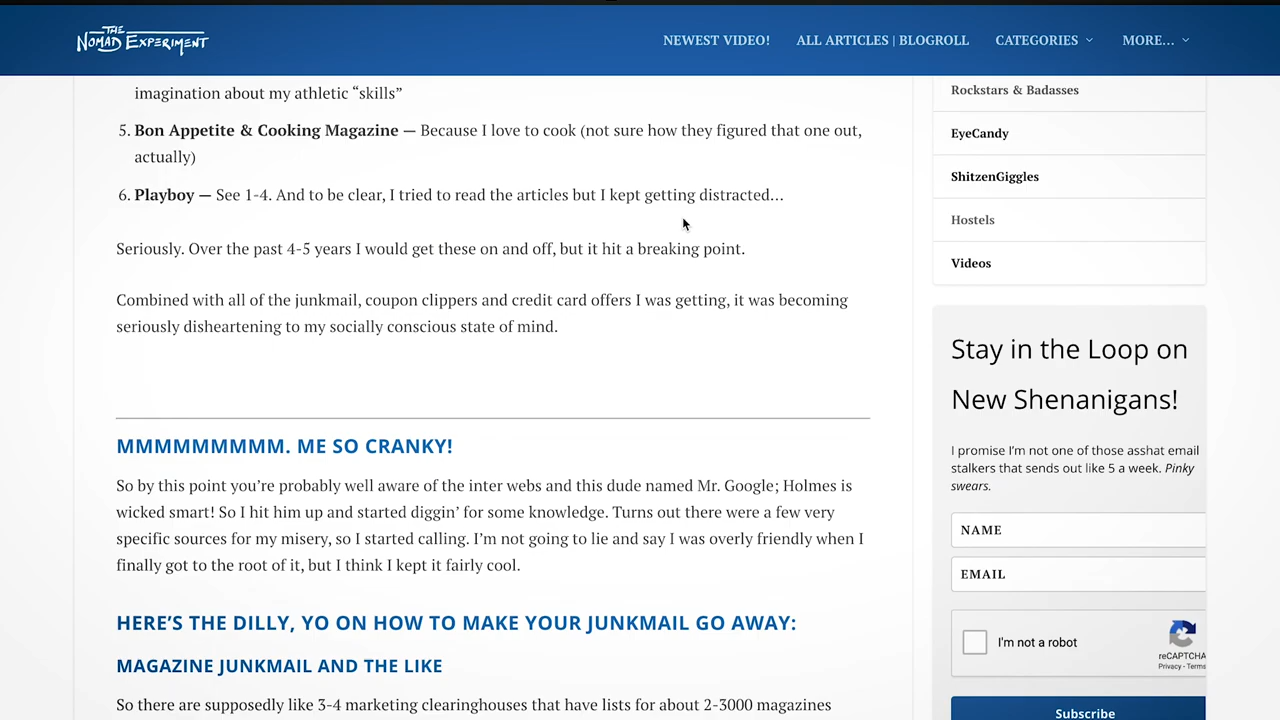 THE
NOMAD EXPERIMENT
NEWEST VIDEO!
ALL ARTICLES | BLOGROLL
CATEGORIES
MORE…
imagination about my athletic “skills”
5. Bon Appetite & Cooking Magazine — Because I love to cook (not sure how they figured that one out,
actually)
6. Playboy — See 1-4. And to be clear, I tried to read the articles but I kept getting distracted…
Seriously. Over the past 4-5 years I would get these on and off, but it hit a breaking point.
Combined with all of the junkmail, coupon clippers and credit card offers I was getting, it was becoming
seriously disheartening to my socially conscious state of mind.
MMMMMMMMM. ME SO CRANKY!
So by this point you’re probably well aware of the inter webs and this dude named Mr. Google; Holmes is
wicked smart! So I hit him up and started diggin’ for some knowledge. Turns out there were a few very
specific sources for my misery, so I started calling. I’m not going to lie and say I was overly friendly when I
finally got to the root of it, but I think I kept it fairly cool.
HERE’S THE DILLY, YO ON HOW TO MAKE YOUR JUNKMAIL GO AWAY:
MAGAZINE JUNKMAIL AND THE LIKE
So there are supposedly like 3-4 marketing clearinghouses that have lists for about 2-3000 magazines
Rockstars & Badasses
EyeCandy
ShitzenGiggles
Hostels
Videos
Stay in the Loop on
New Shenanigans!
I promise I’m not one of those asshat email
stalkers that sends out like 5 a week. Pinky
swears.
NAME
EMAIL
I'm not a robot
reCAPTCHA
Privacy - Terms
Subscribe